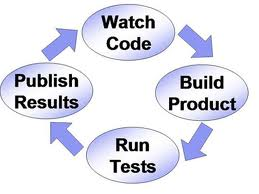 Watch
Code
Build
Product
Run
Tests
Publish
Results